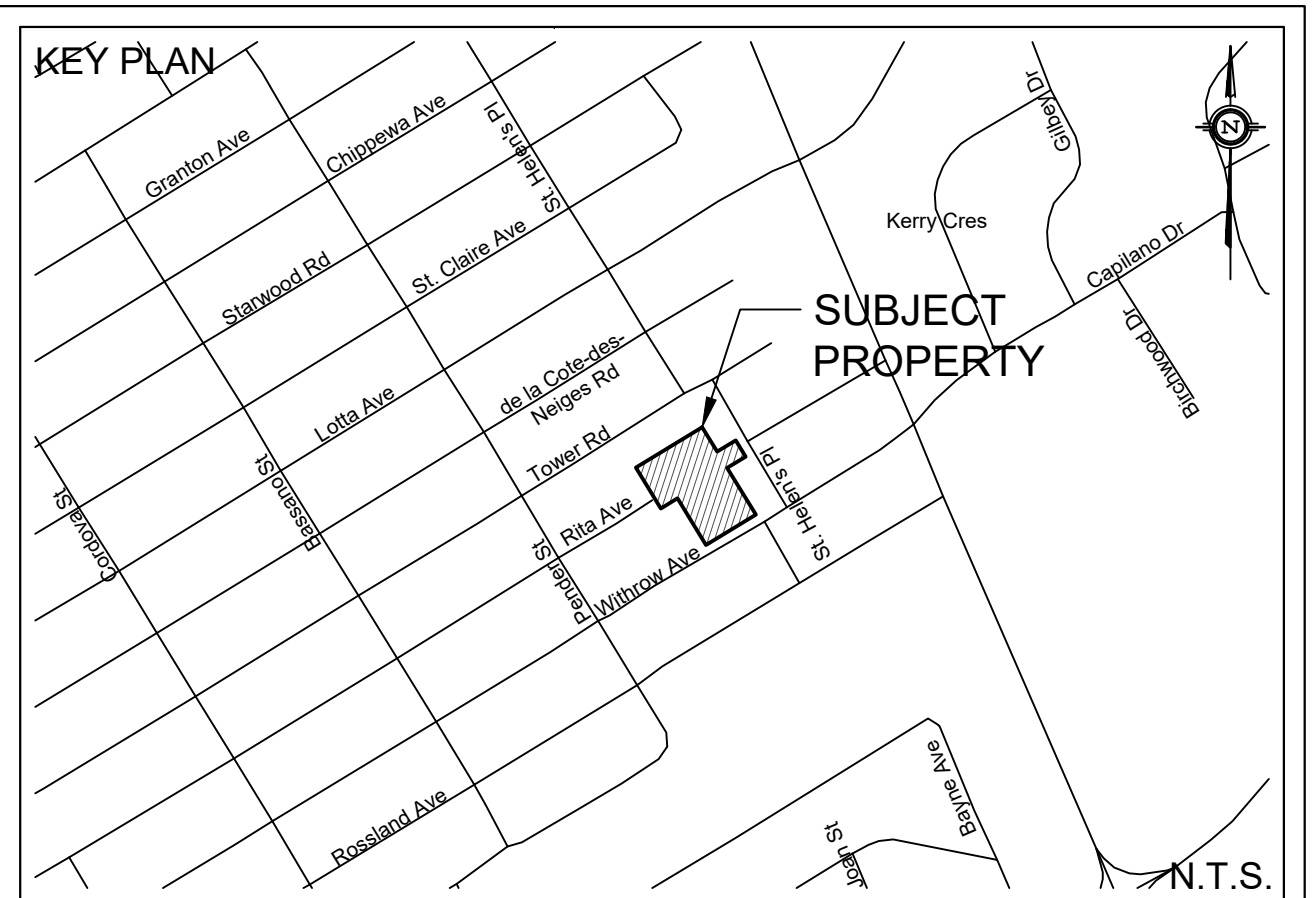 KEY PLAN
Granton Ave
Chippewa Ave
St. Helen's Pl
Gilbey Dr
N
Starwood Rd
St. Claire Ave
Kerry Cres
Capilano Dr
SUBJECT
PROPERTY
Birchwood Dr
Lotta Ave
de la Cote-des-
Neiges Rd
Tower Rd
Cordova St
Bassano St
Rita Ave
St. Helen's Pl
Pender St
Withrow Ave
Rossland Ave
Joan St
Bayne Ave
N.T.S.